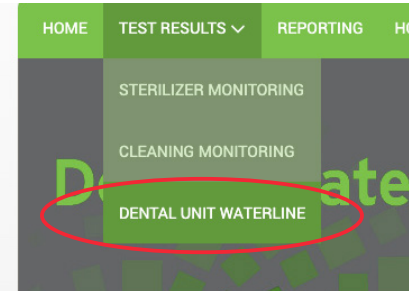 HOME TEST RESULTS REPORTING
STERILIZER MONITORING
CLEANING MONITORING
DENTAL UNIT WATERLINE